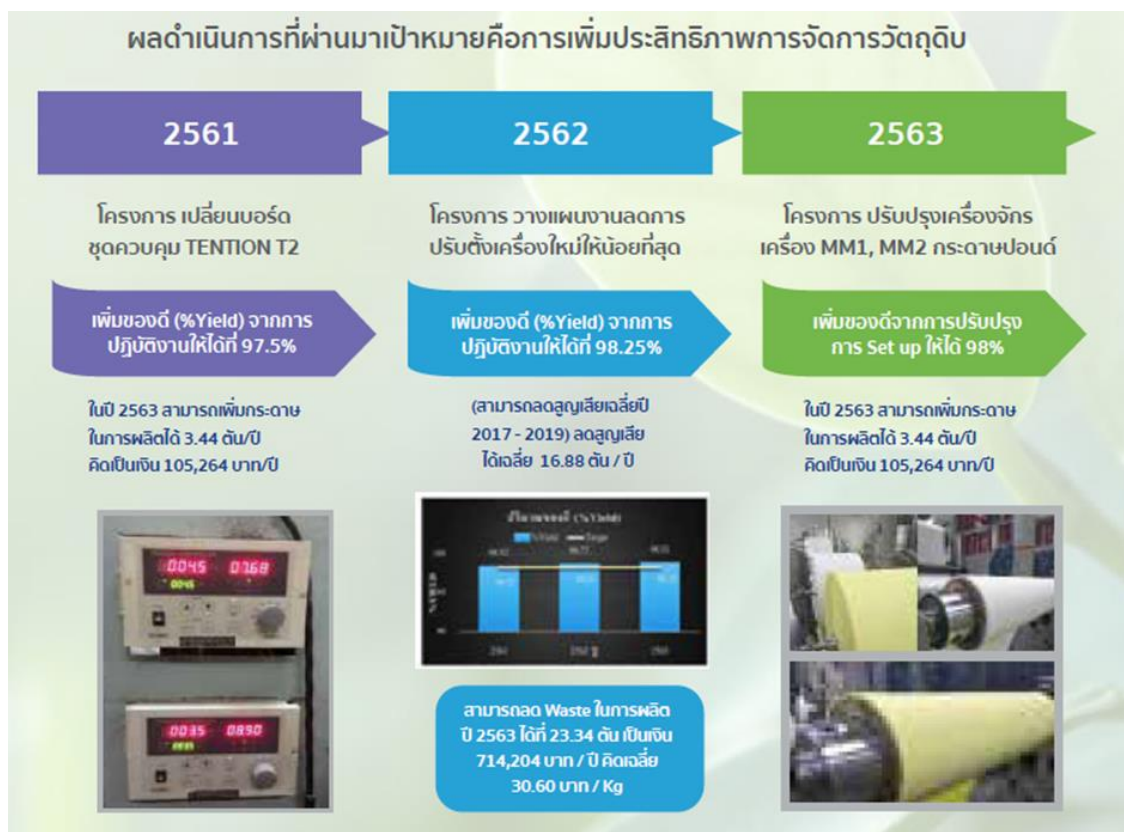 ผลดำเนินการที่ผ่านมาเป้าหมายคือการเพิ่มประสิทธิภาพการจัดการวัตถุดิบ
2561
2562
2563
โครงการ เปลี่ยนบอร์ด
ชุดควบคุม TENTION T2
โครงการ วางแผนงานลดการ
ปรับตั้งเครื่องใหม่ให้น้อยที่สุด
โครงการ ปรับปรุงเครื่องจักร
เครื่อง MM1, MM2 กระดาษปอนด์
เพิ่มของดี (%Yield) จากการ
ปฏิบัติงานให้ได้ที่ 97.5%
เพิ่มของดี (%Yield) จากการ
ปฏิบัติงานให้ได้ที่ 98.25%
เพิ่มของดีจากการปรับปรุง
การ Set up ให้ได้ 98%
ในปี 2563 สามารถเพิ่มกระดาษ
ในการผลิตได้ 3.44 ตัน/ปี
คิดเป็นเงิน 105,264 บาท/ปี
(สามารถลดสูญเสียเฉลี่ยปี
2017 - 2019) ลดสูญเสีย
ได้เฉลี่ย 16.88 ตัน / ปี
ในปี 2563 สามารถเพิ่มกระดาษ
ในการผลิตได้ 3.44 ตัน/ปี
คิดเป็นเงิน 105,264 บาท/ปี
(%Yield)
%Yield Target
%YIELD
สามารถลด Waste ในการผลิต
ปี 2563 ได้ที่ 23.34 ตัน เป็นเงิน
714,204 บาท / ปี คิดเฉลี่ย
30.60 บาท / Kg